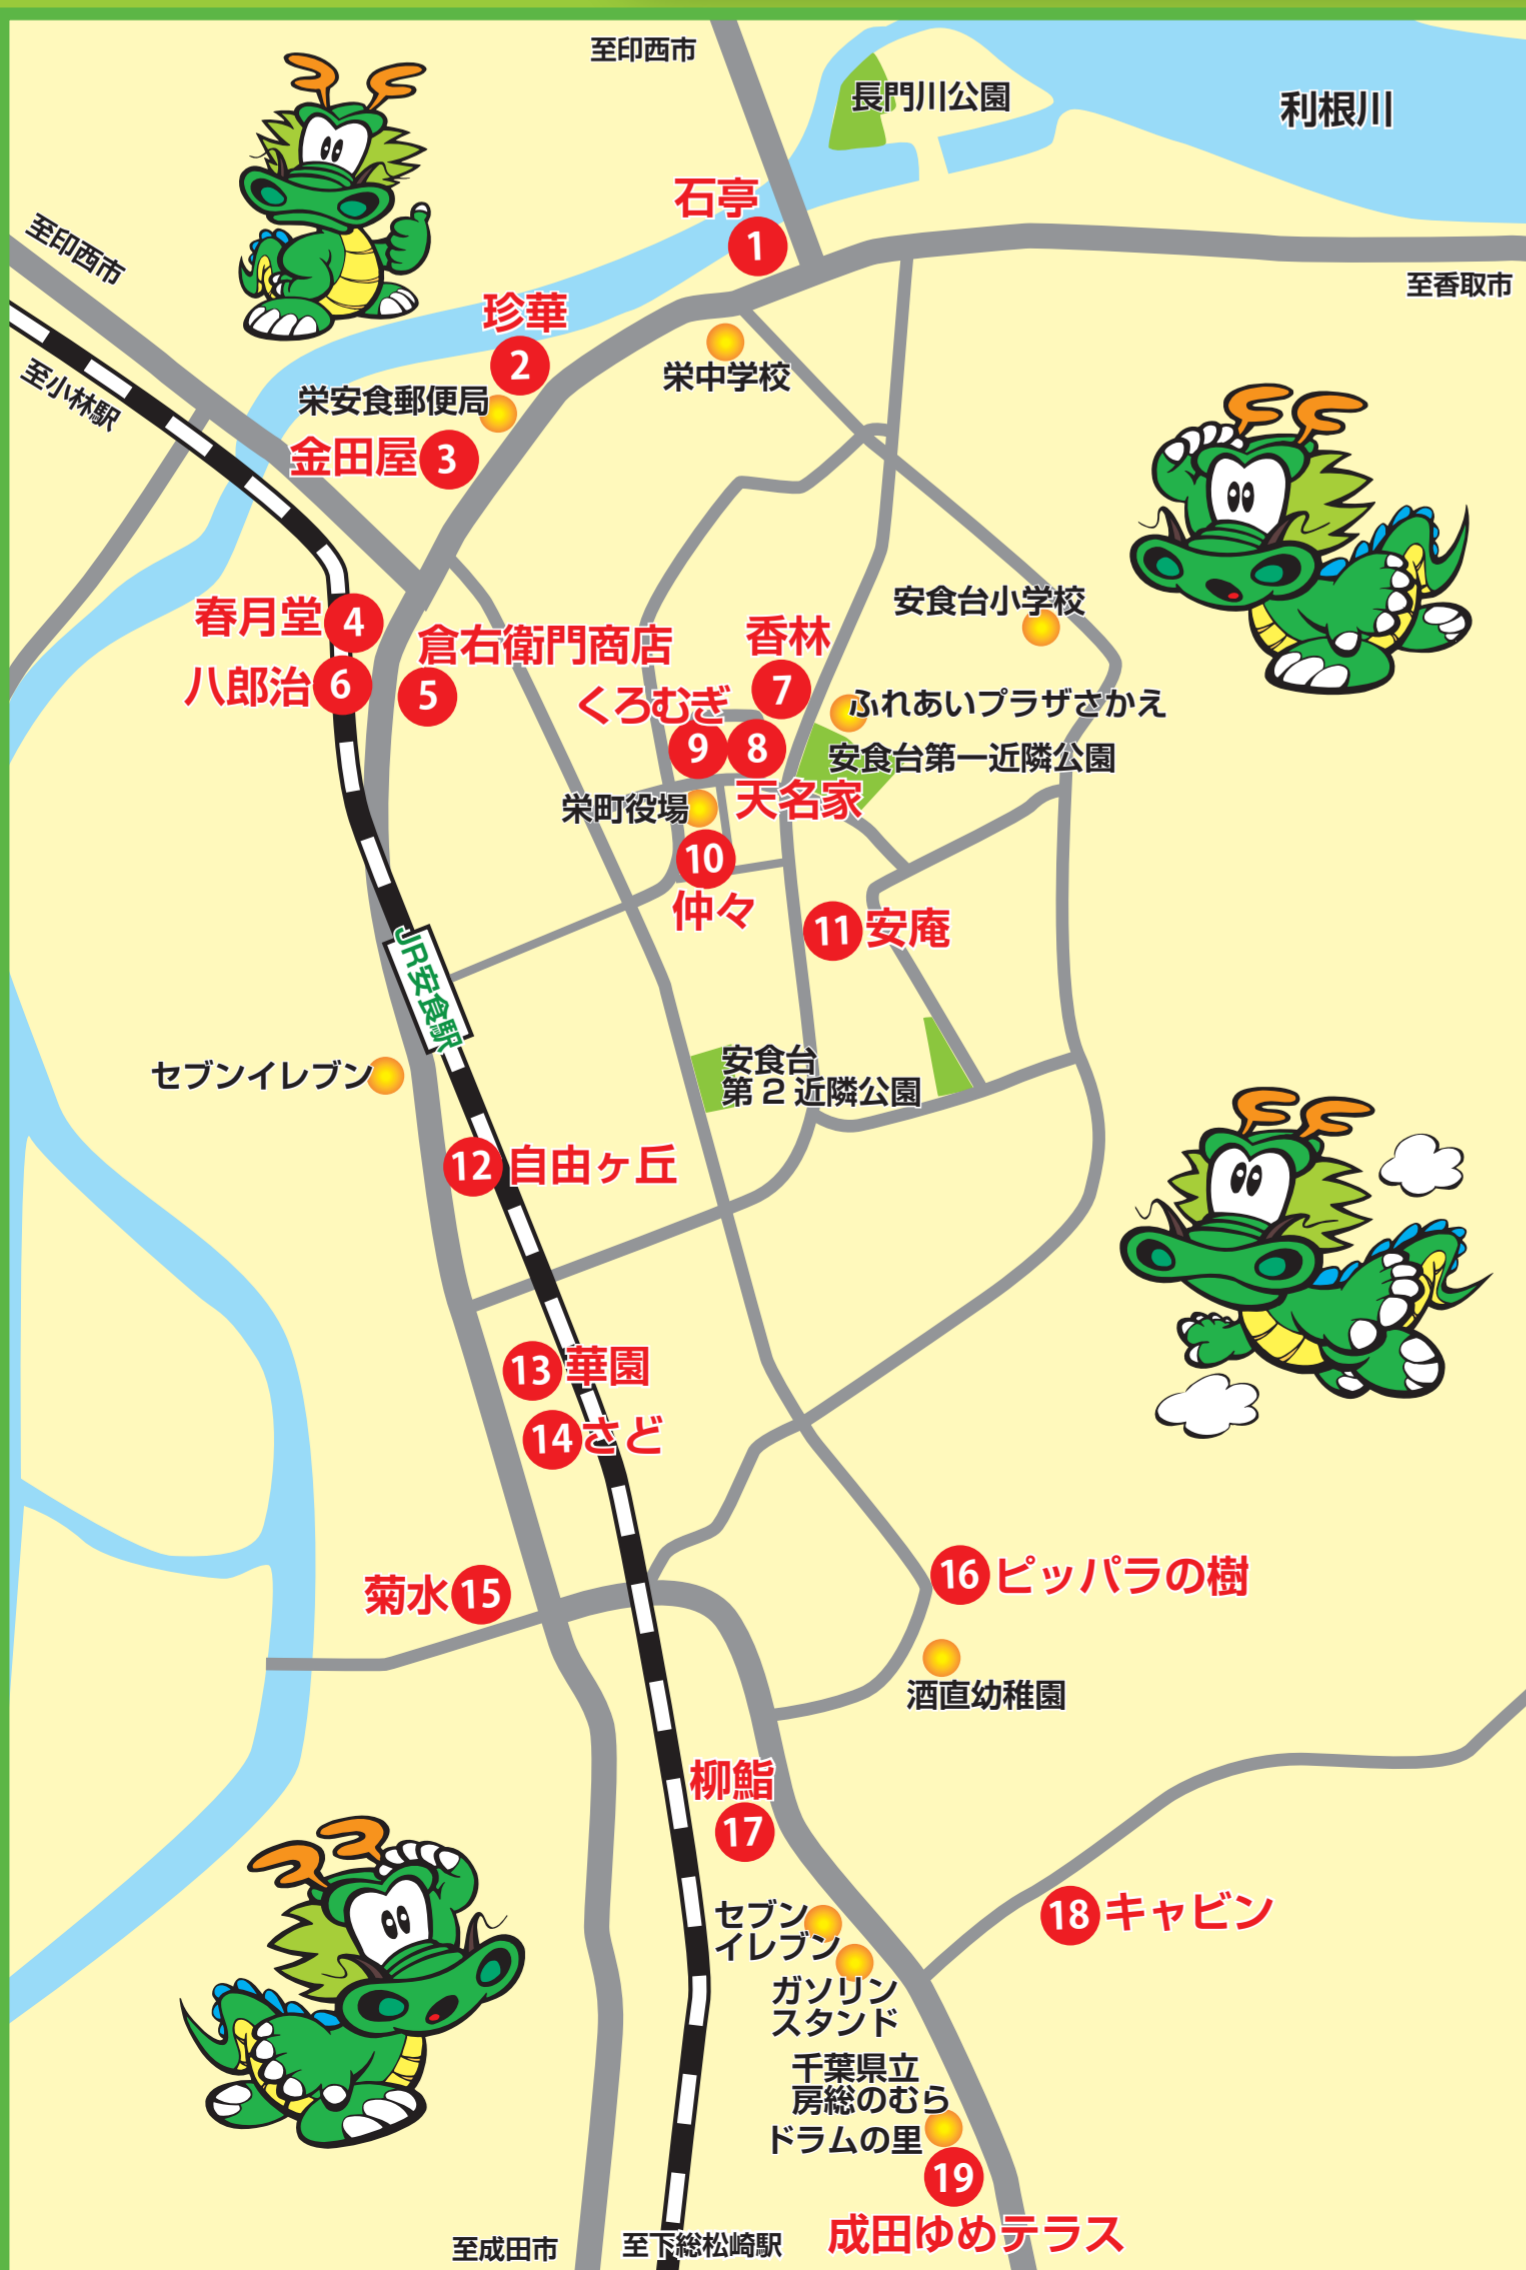 至印西市
長門川公園
利根川
石亭
1
至印西市
至香取市
珍華
2
栄中学校
至小林駅
栄安食郵便局
金田屋 3
安食台小学校
春月堂 4
倉右衛門商店
5
香林
7
八郎治 6
くろむぎ
9
8
ふれあいプラザさかえ
安食台第一近隣公園
栄町役場
天名家
10
仲々
11 安庵
JR安食駅
セブンイレブン
安食台
第２近隣公園
12 自由ヶ丘
13 華園
14 さど
菊水 15
16 ピッパラの樹
酒直幼稚園
柳鮨
17
18 キャビン
セブン
イレブン
ガソリン
スタンド
千葉県立
房総のむら
ドラムの里
19
成田ゆめテラス
至成田市
至下総松崎駅